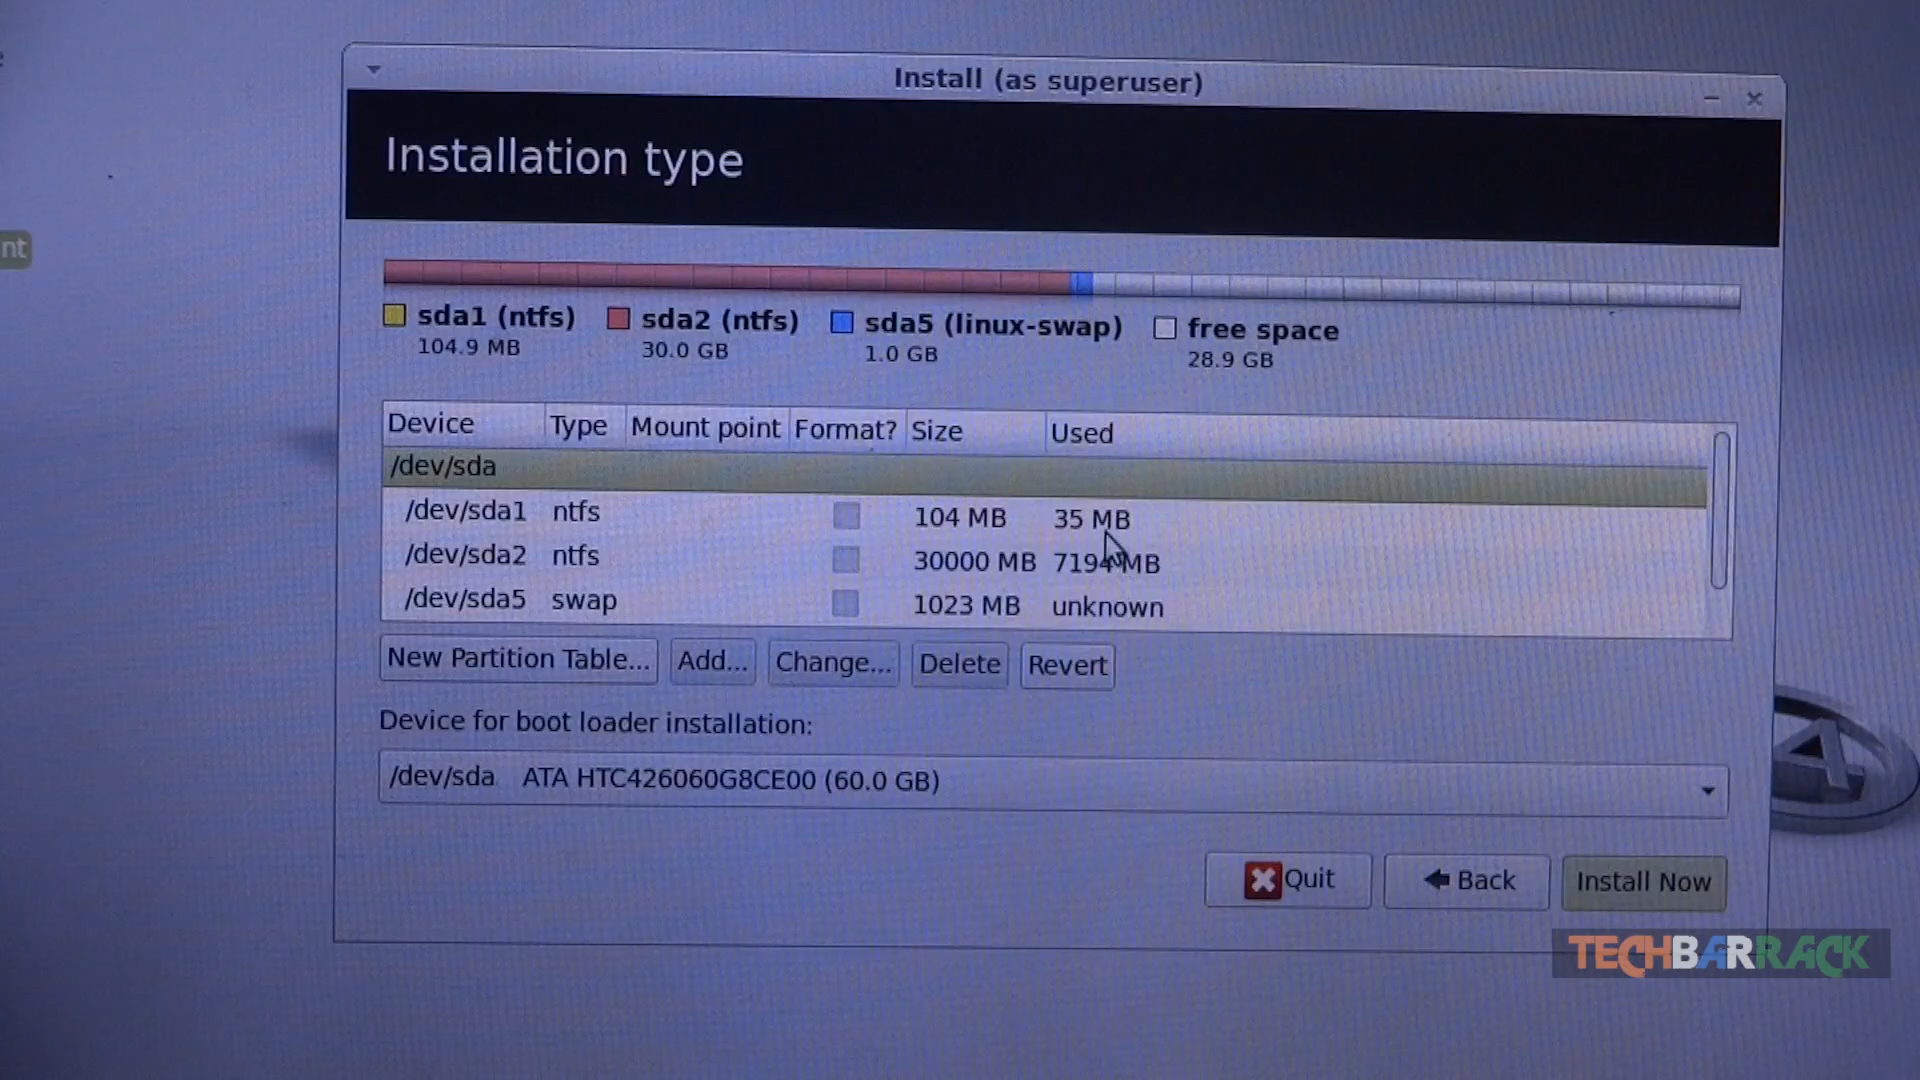 Install (as superuser)
Installation type
nt
sda1 (ntfs) sda2 (ntfs) sda5 (linux-swap) free space
104.9 MB 30.0 GB 1.0 GB 28.9 GB
Device Type Mount point Format? Size Used
/dev/sda
/dev/sda1 ntfs 104 MB 35 MB
/dev/sda2 ntfs 30000 MB 7194 MB
/dev/sda5 swap 1023 MB unknown
New Partition Table... Add... Change... Delete Revert
Device for boot loader installation:
/dev/sda ATA HTC426060G8CE00 (60.0 GB)
A
Quit Back Install Now
TECHBARRACK